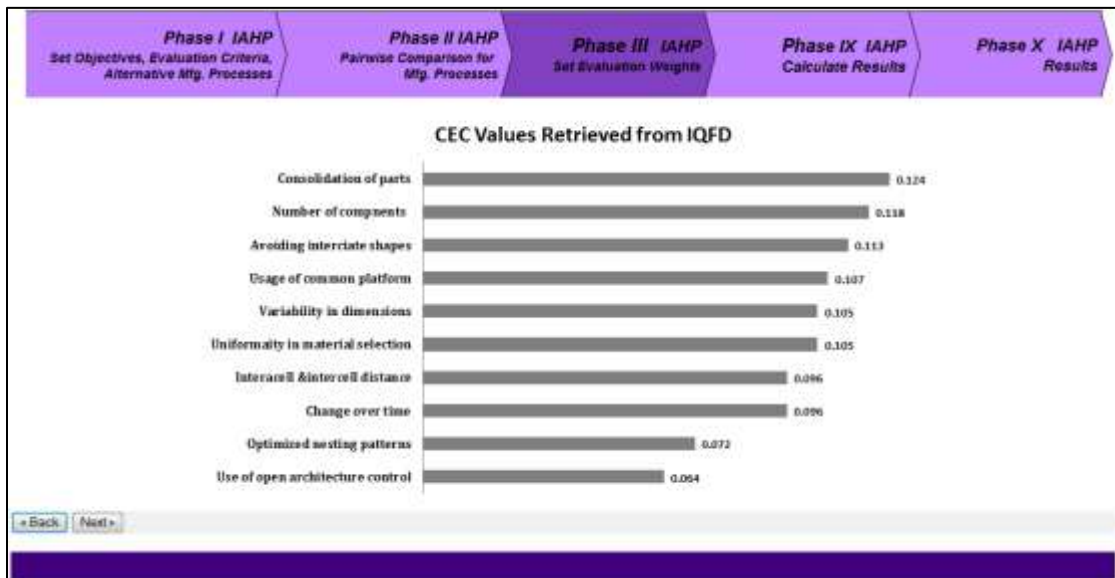 Phase I IAHP
Set Objectives, Evaluation Criteria,
Alternative Mfg. Processes
Phase II IAHP
Pairwise Comparison for
Mfg. Processes
Phase III IAHP
Set Evaluation Weights
Phase IX IAHP
Calculate Results
Phase X IAHP
Results
CEC Values Retrieved from IQFD
Consolidation of parts 0.124
Number of compnents 0.118
Avoiding interciate shapes 0.113
Usage of common platform 0.107
Variability in dimensions 0.105
Uniformaity in material selection 0.105
Interacell &intercell distance 0.096
Change over time 0.096
Optimized nesting patterns 0.072
Use of open architecture control 0.064
« Back Next »